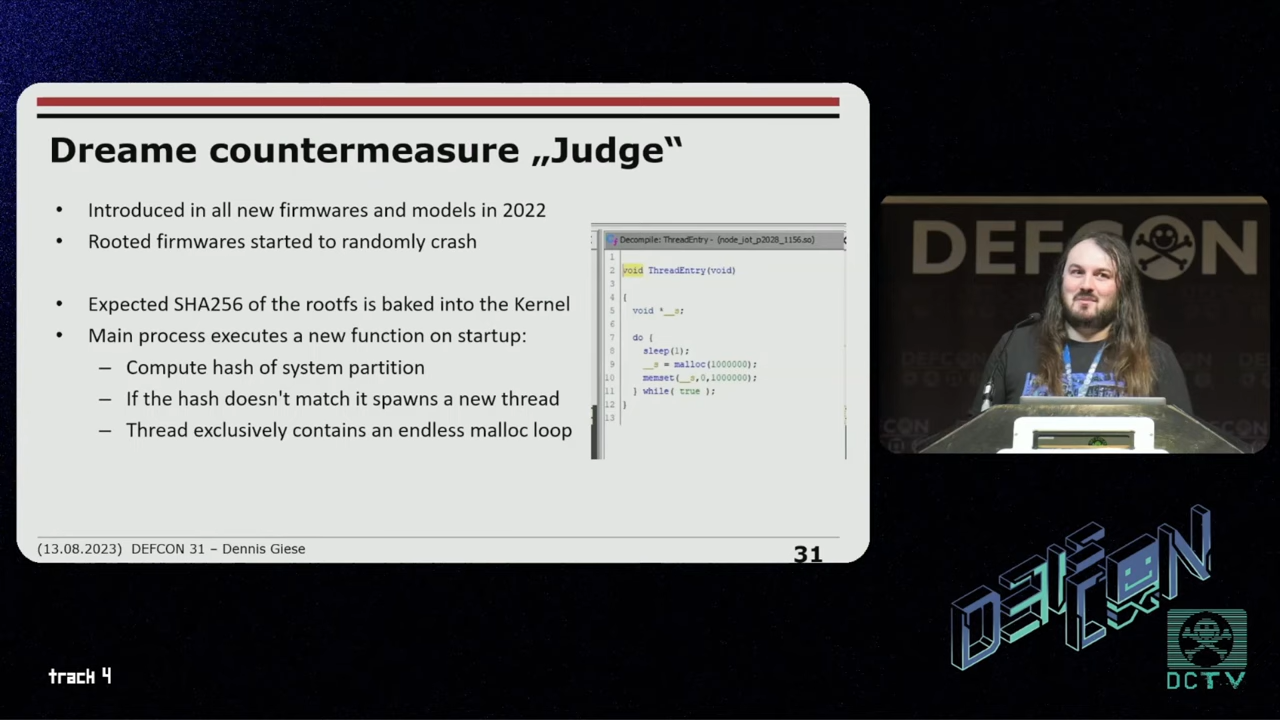 Dreame countermeasure „Judge“
• Introduced in all new firmwares and models in 2022
• Rooted firmwares started to randomly crash
• Expected SHA256 of the rootfs is baked into the Kernel
• Main process executes a new function on startup:
– Compute hash of system partition
– If the hash doesn't match it spawns a new thread
– Thread exclusively contains an endless malloc loop
Decompile: ThreadEntry - (node_iot_p2028_1156.so)
1
2 void ThreadEntry(void)
3
4 {
5 void *__s;
6
7 do {
8 sleep(1);
9 __s = malloc(1000000);
10 memset(__s,0,1000000);
11 } while( true );
12 }
13
(13.08.2023) DEFCON 31 – Dennis Giese
31
DEFCON
DEFCON
CON
DEFCON
track 4
DCTV